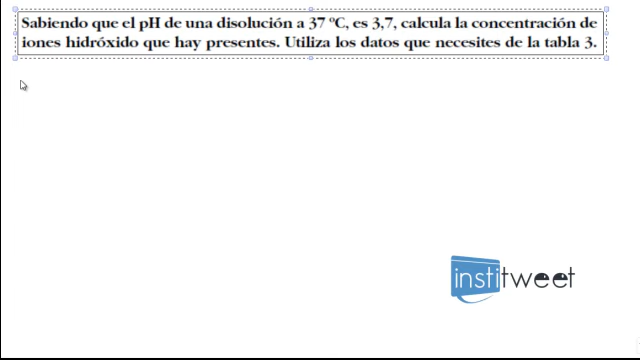 Sabiendo que el pH de una disolución a 37 ºC, es 3,7, calcula la concentración de
iones hidróxido que hay presentes. Utiliza los datos que necesites de la tabla 3.
institweet